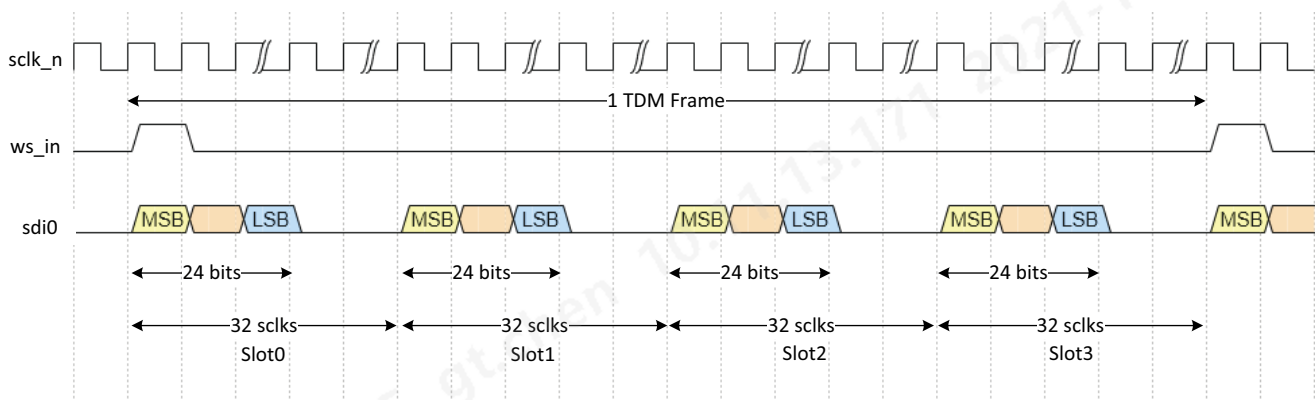 sclk_n
1 TDM Frame
ws_in
sdi0 MSB LSB MSB LSB MSB LSB MSB LSB MSB
24 bits 24 bits 24 bits 24 bits
32 sclks 32 sclks 32 sclks 32 sclks
Slot0 Slot1 Slot2 Slot3